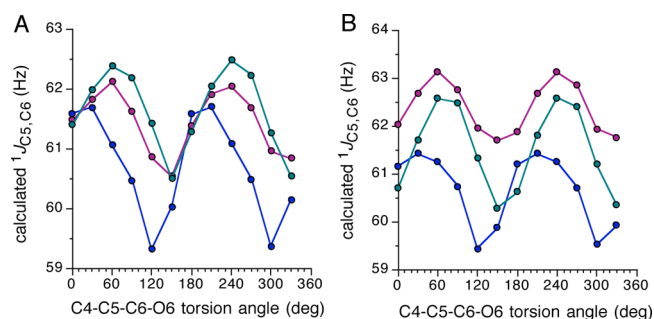 A
63
62
61
60
59
calculated ¹J C5,C6 (Hz)
0 60 120 180 240 300 360
C4-C5-C6-O6 torsion angle (deg)
B
64
63
62
61
60
59
calculated ¹J C5,C6 (Hz)
0 60 120 180 240 300 360
C4-C5-C6-O6 torsion angle (deg)